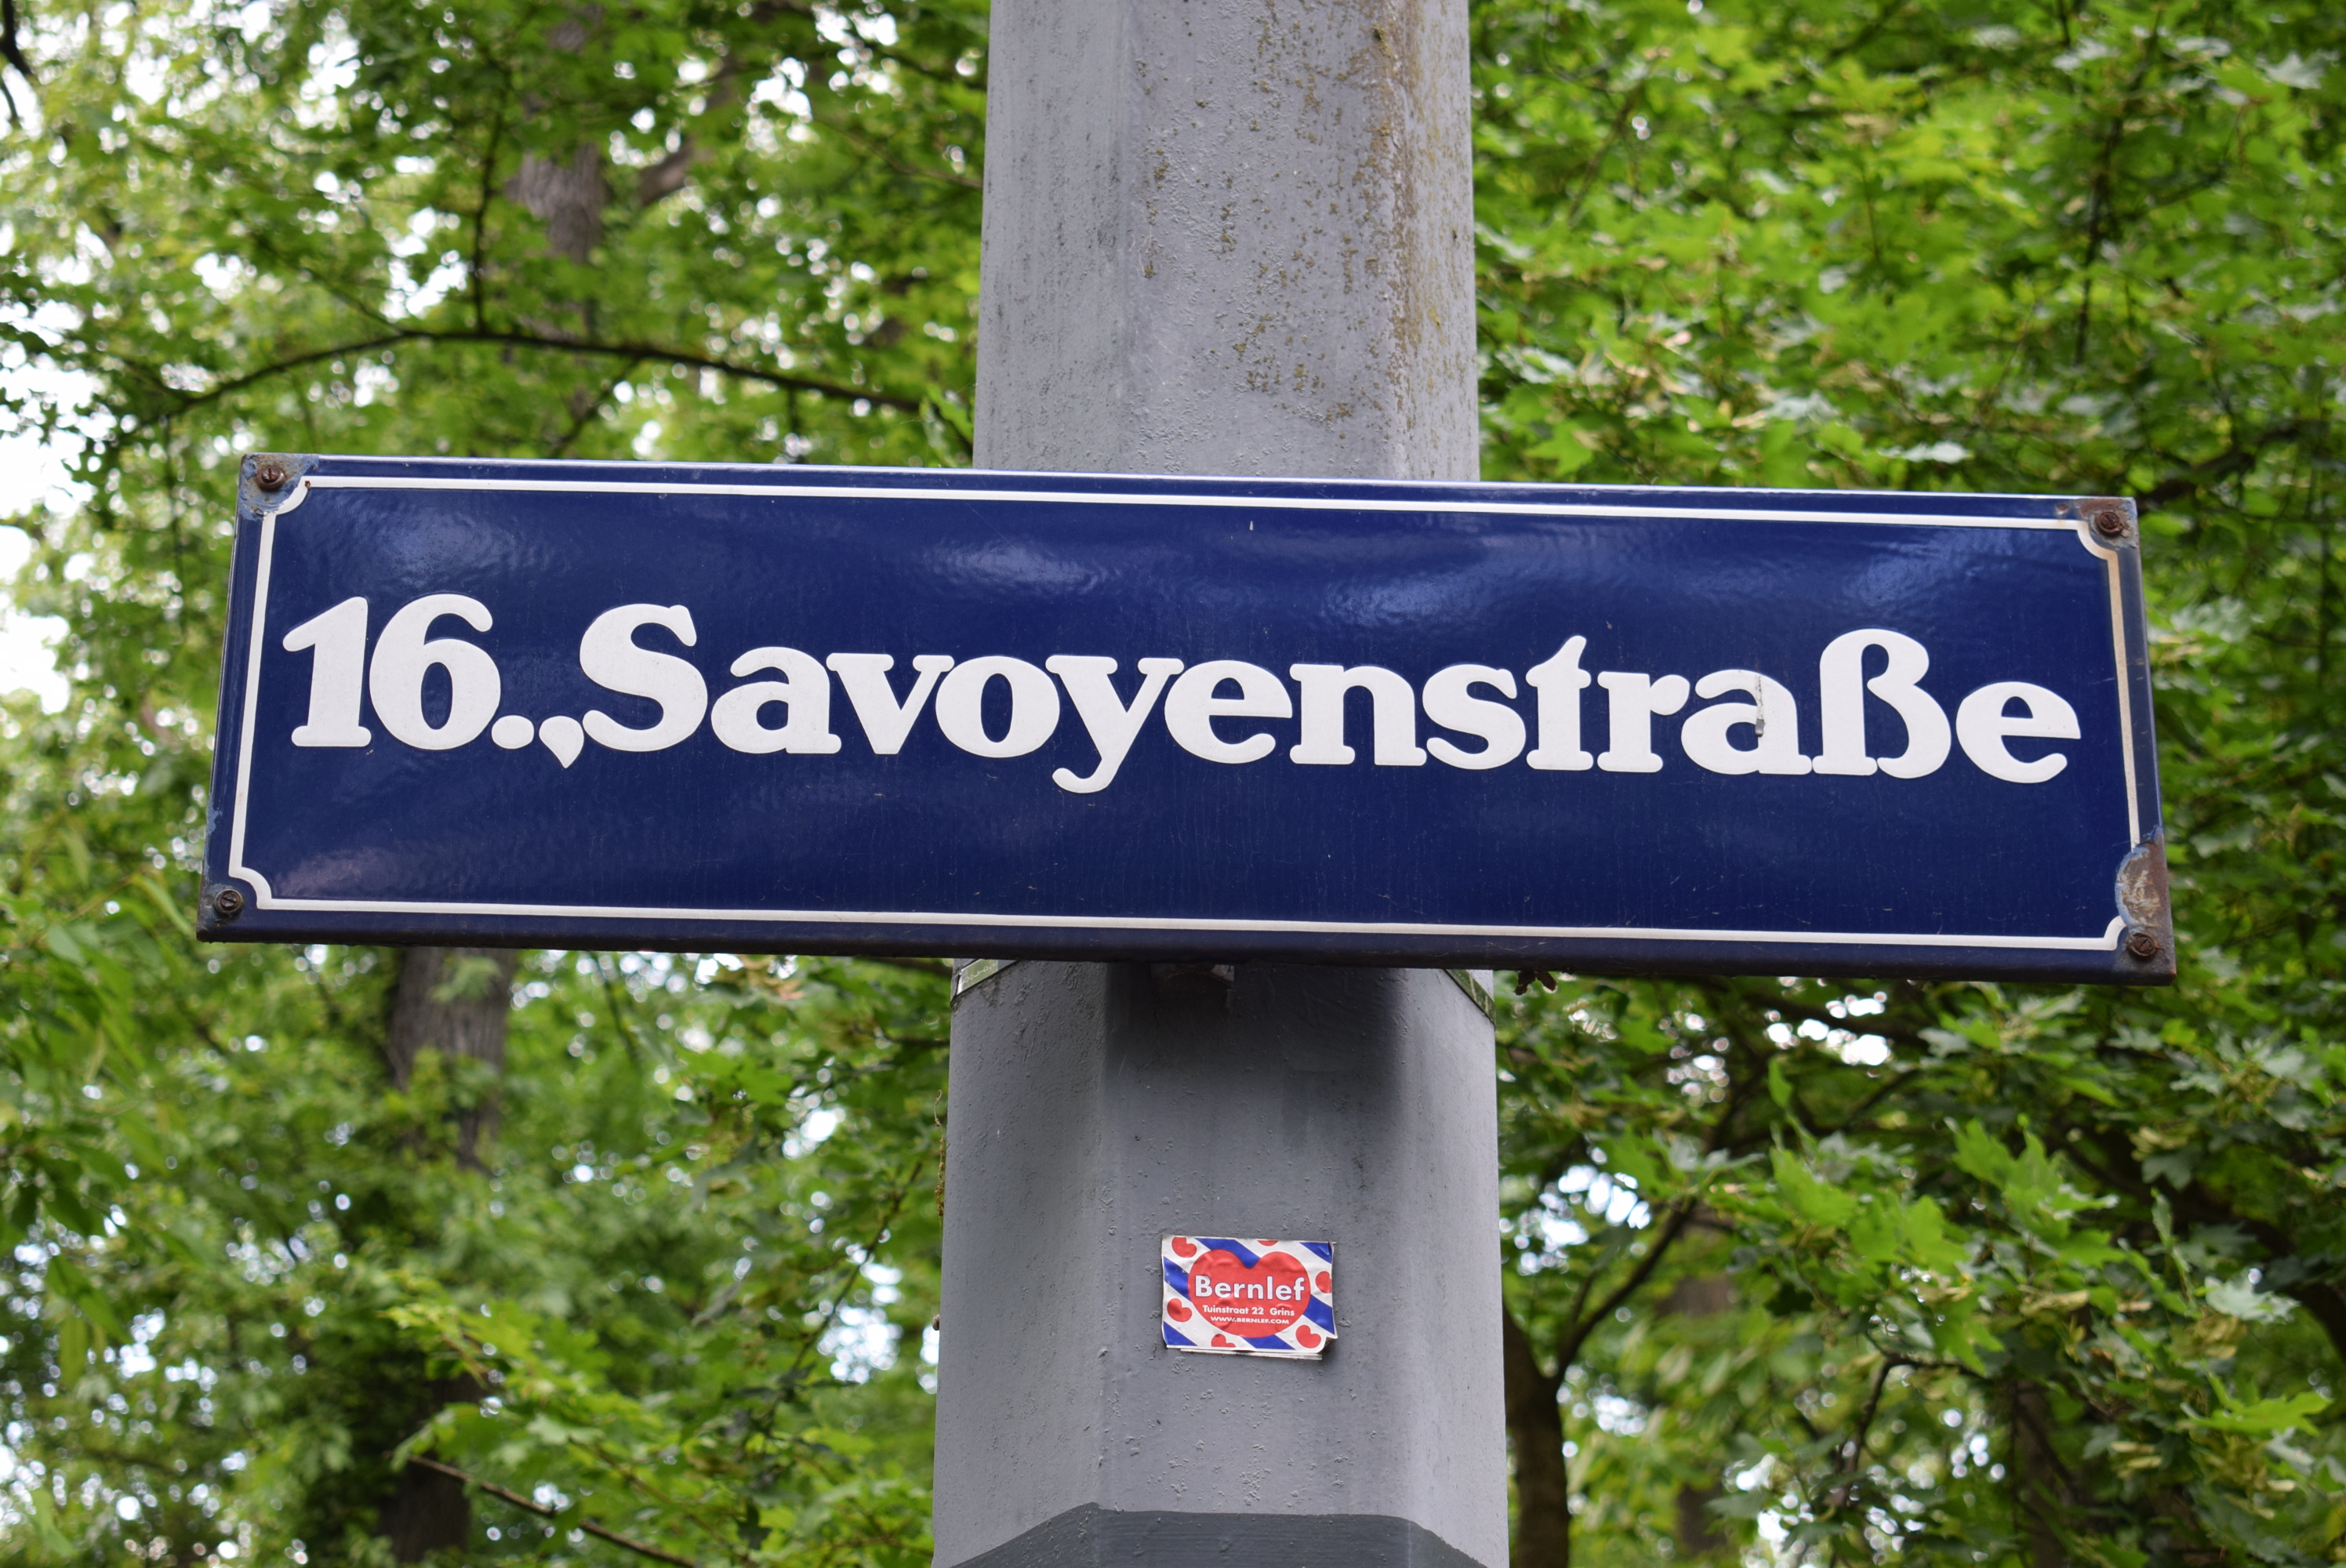 16., Savoyenstraße
Bernlef
Tuinstraat 22 Grins
WWW.BERNLEF.COM